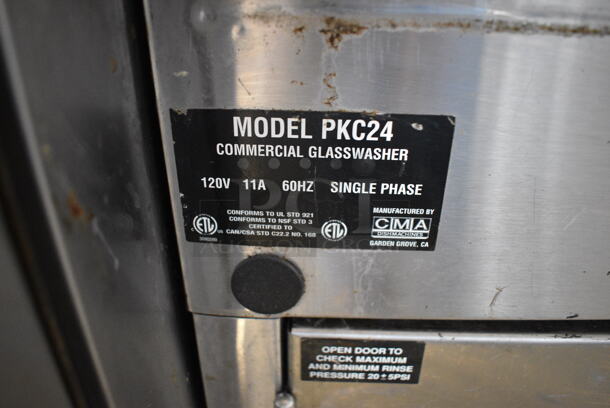 MODEL PKC24
COMMERCIAL GLASSWASHER
120V 11A 60HZ SINGLE PHASE
CONFORMS TO UL STD 921
CONFORMS TO NSF STD 3
CERTIFIED TO
CAN/CSA STD C22.2 NO. 168
ETL
ETL
MANUFACTURED BY
CMA
DISHMACHINES
GARDEN GROVE, CA
OPEN DOOR TO
CHECK MAXIMUM
AND MINIMUM RINSE
PRESSURE 20 ± 5PSI